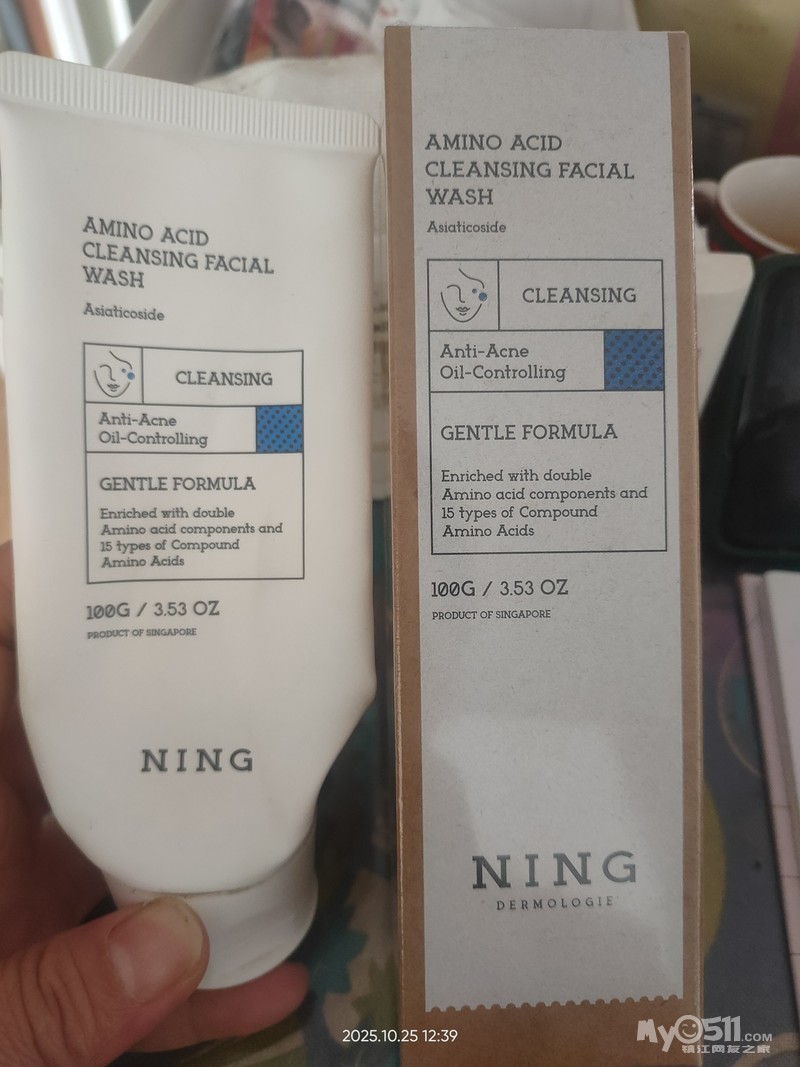 AMINO ACID
CLEANSING FACIAL
WASH
Asiaticoside
CLEANSING
Anti-Acne
Oil-Controlling
GENTLE FORMULA
Enriched with double
Amino acid components and
15 types of Compound
Amino Acids
100G / 3.53 OZ
PRODUCT OF SINGAPORE
NING
AMINO ACID
CLEANSING FACIAL
WASH
Asiaticoside
CLEANSING
Anti-Acne
Oil-Controlling
GENTLE FORMULA
Enriched with double
Amino acid components and
15 types of Compound
Amino Acids
100G / 3.53 OZ
PRODUCT OF SINGAPORE
NING
DERMOLOGIE
2025.10.25 12:39
My0511.COM
镇江网友之家